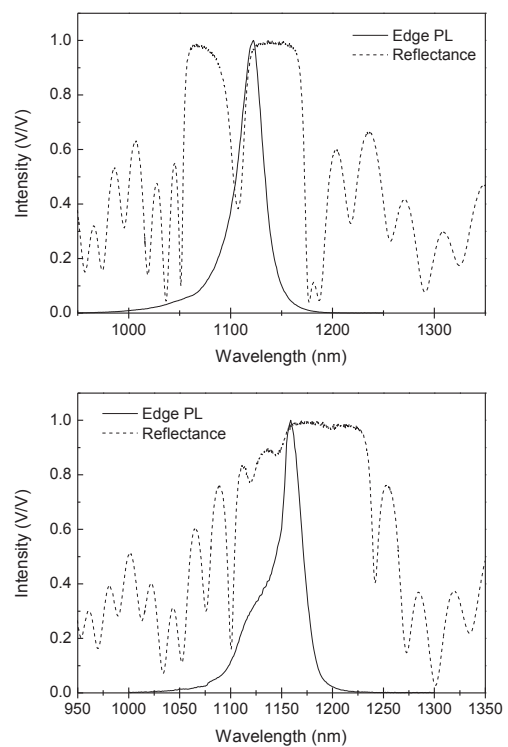 Edge PL
Reflectance
Intensity (V/V)
1.0
0.8
0.6
0.4
0.2
0.0
1000 1100 1200 1300
Wavelength (nm)
Edge PL
Reflectance
Intensity (V/V)
1.0
0.8
0.6
0.4
0.2
0.0
950 1000 1050 1100 1150 1200 1250 1300 1350
Wavelength (nm)